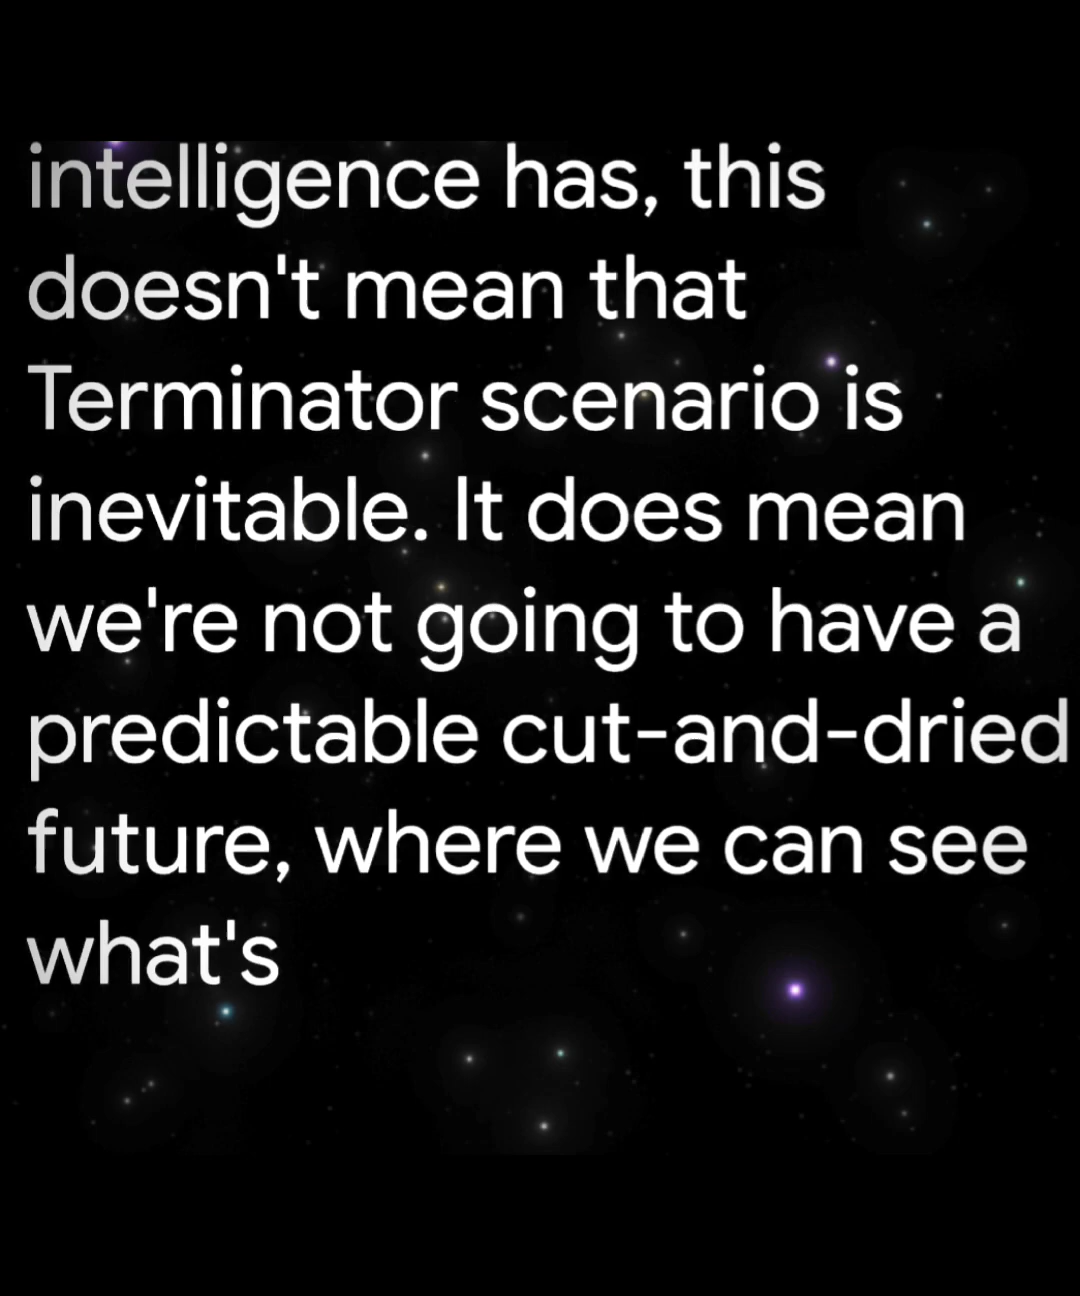 intelligence has, this
doesn't mean that
Terminator scenario is
inevitable. It does mean
we're not going to have a
predictable cut-and-dried
future, where we can see
what's